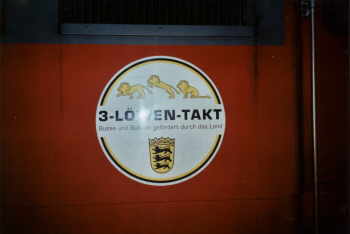 3-LÖWEN-TAKT
Busse und Bahnen gefördert durch das Land